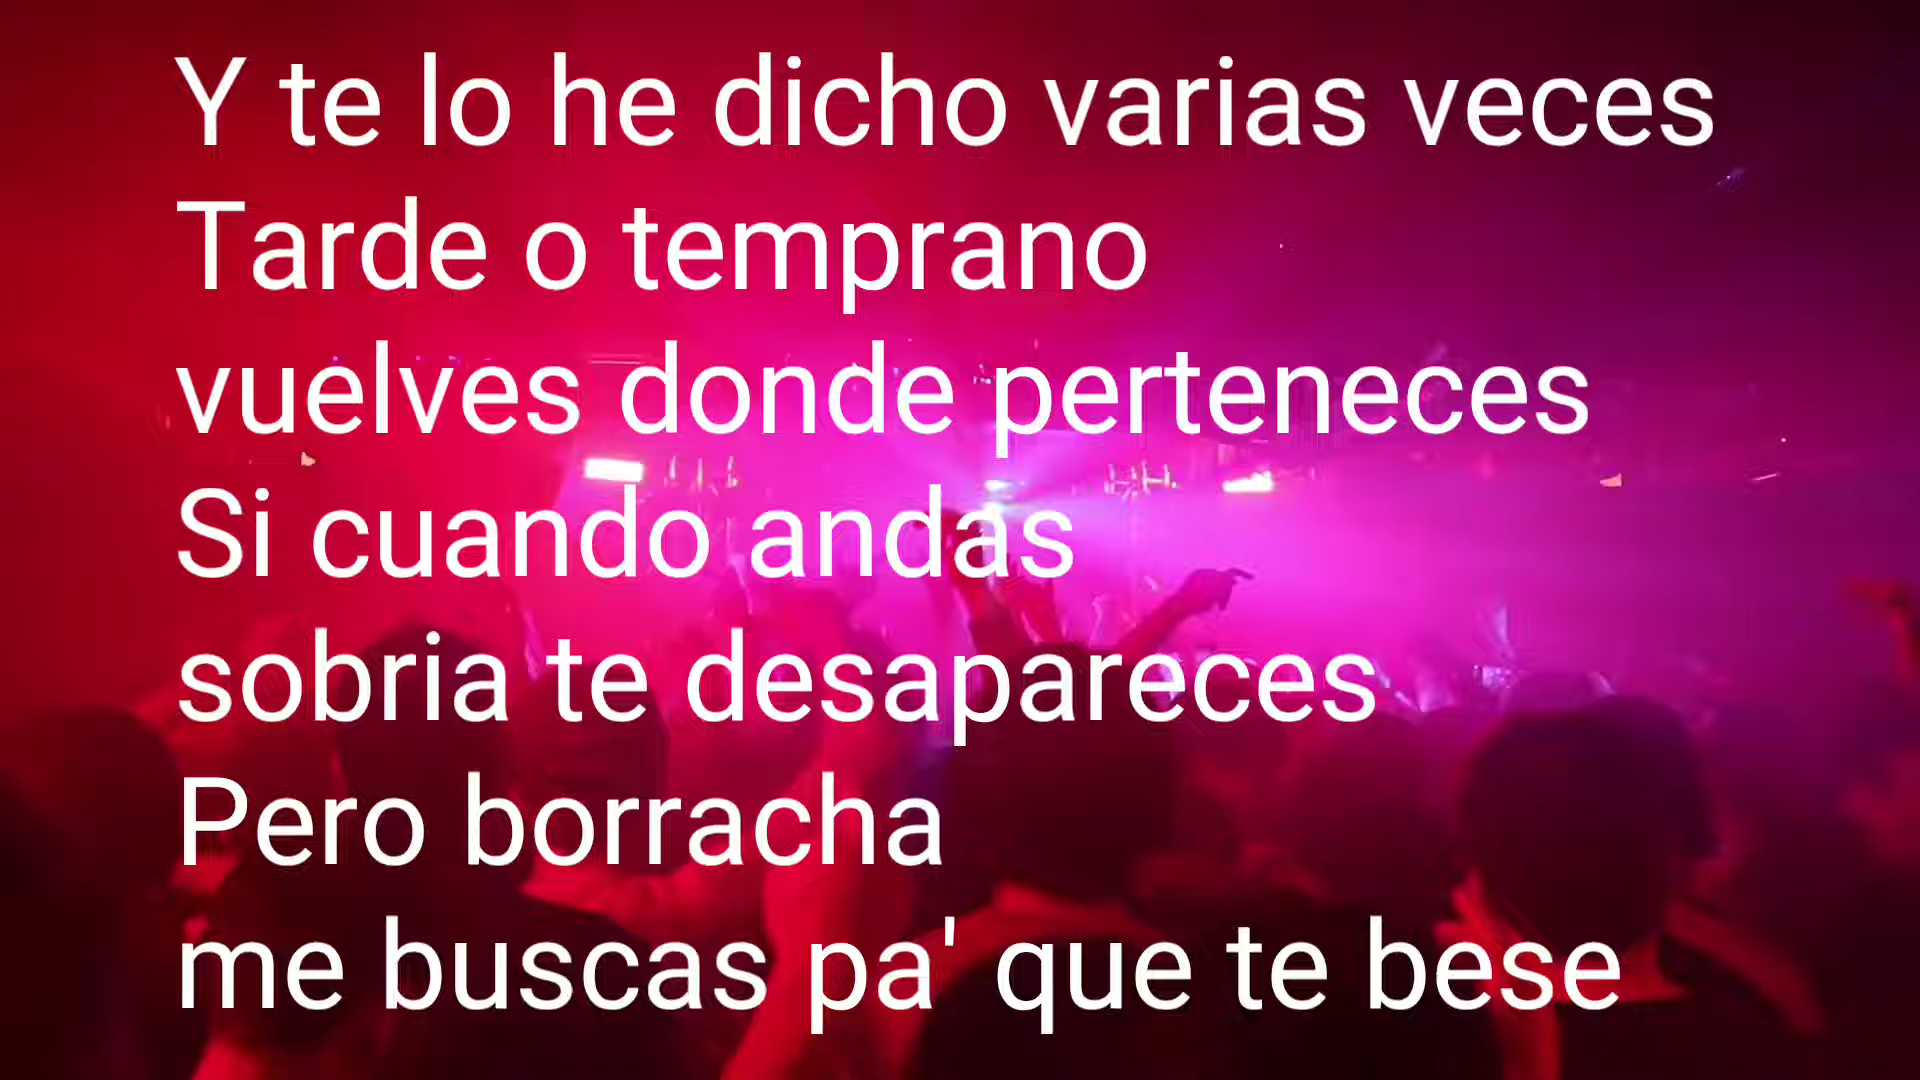 Y te lo he dicho varias veces
Tarde o temprano
vuelves donde perteneces
Si cuando andas
sobria te desapareces
Pero borracha
me buscas pa' que te bese